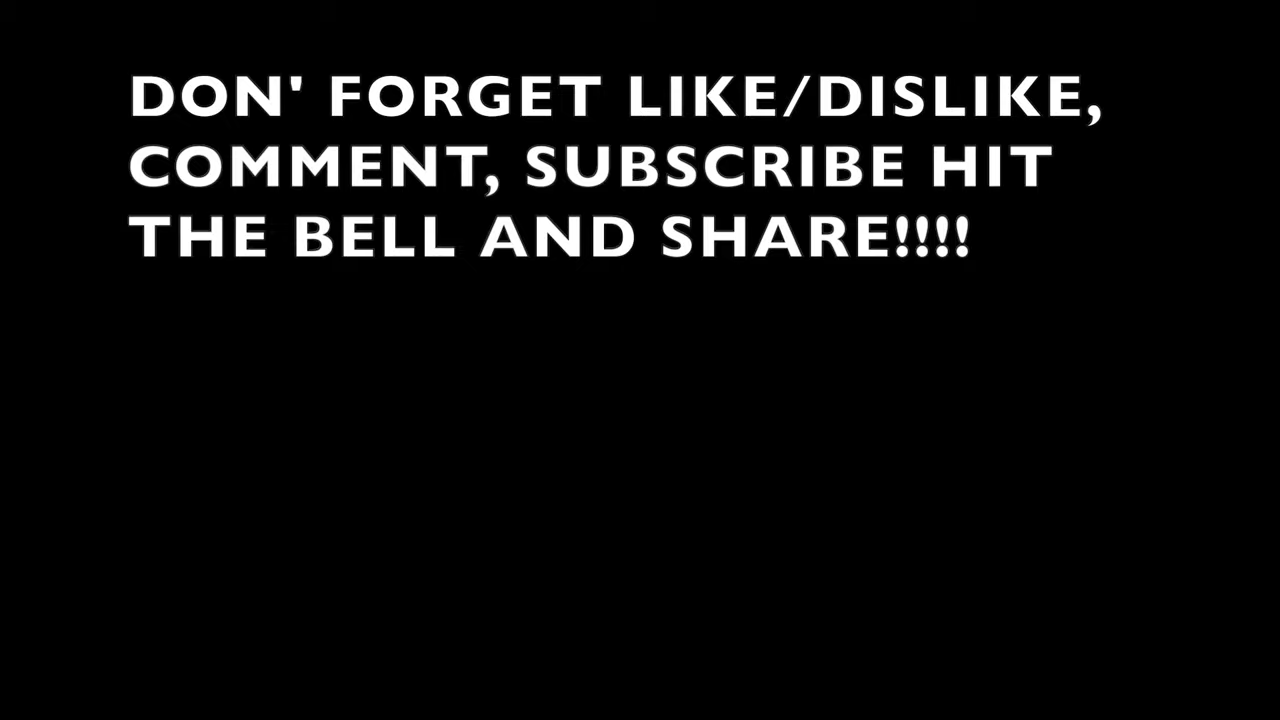 DON' FORGET LIKE/DISLIKE,
COMMENT, SUBSCRIBE HIT
THE BELL AND SHARE!!!!